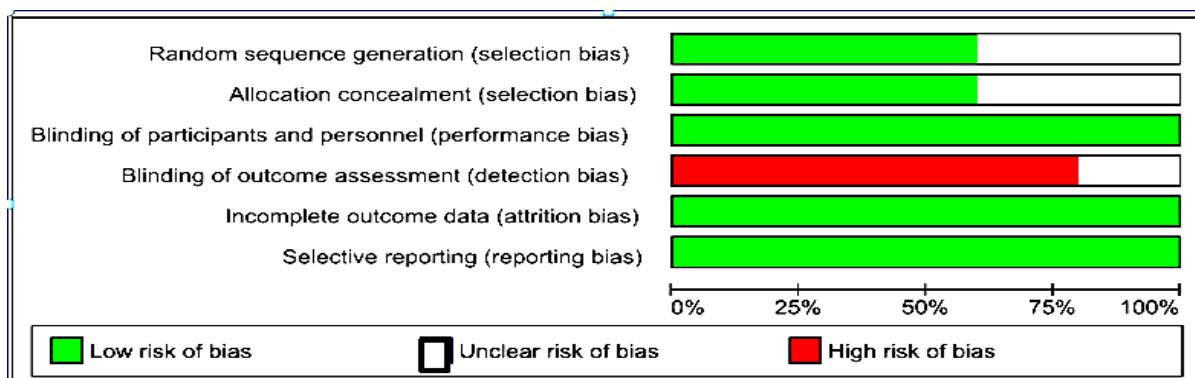 Random sequence generation (selection bias)
Allocation concealment (selection bias)
Blinding of participants and personnel (performance bias)
Blinding of outcome assessment (detection bias)
Incomplete outcome data (attrition bias)
Selective reporting (reporting bias)
0% 25% 50% 75% 100%
Low risk of bias Unclear risk of bias High risk of bias